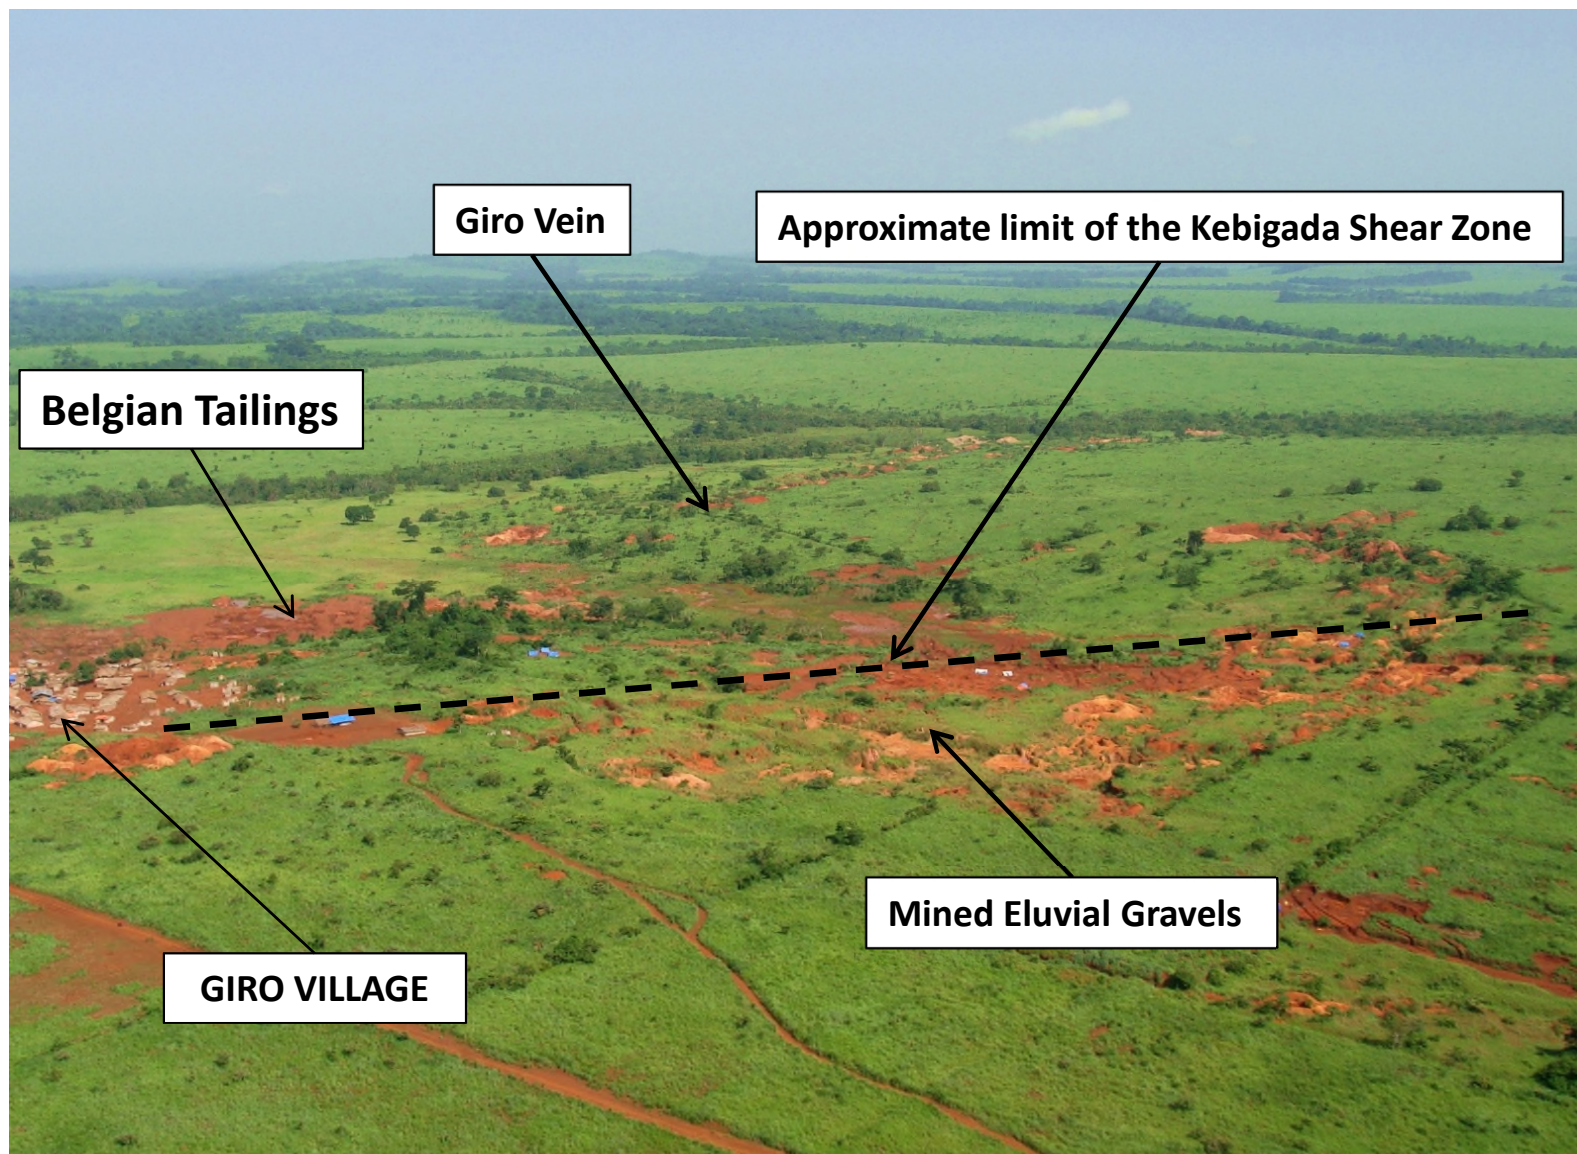 Giro Vein
Approximate limit of the Kebigada Shear Zone
Belgian Tailings
Mined Eluvial Gravels
GIRO VILLAGE